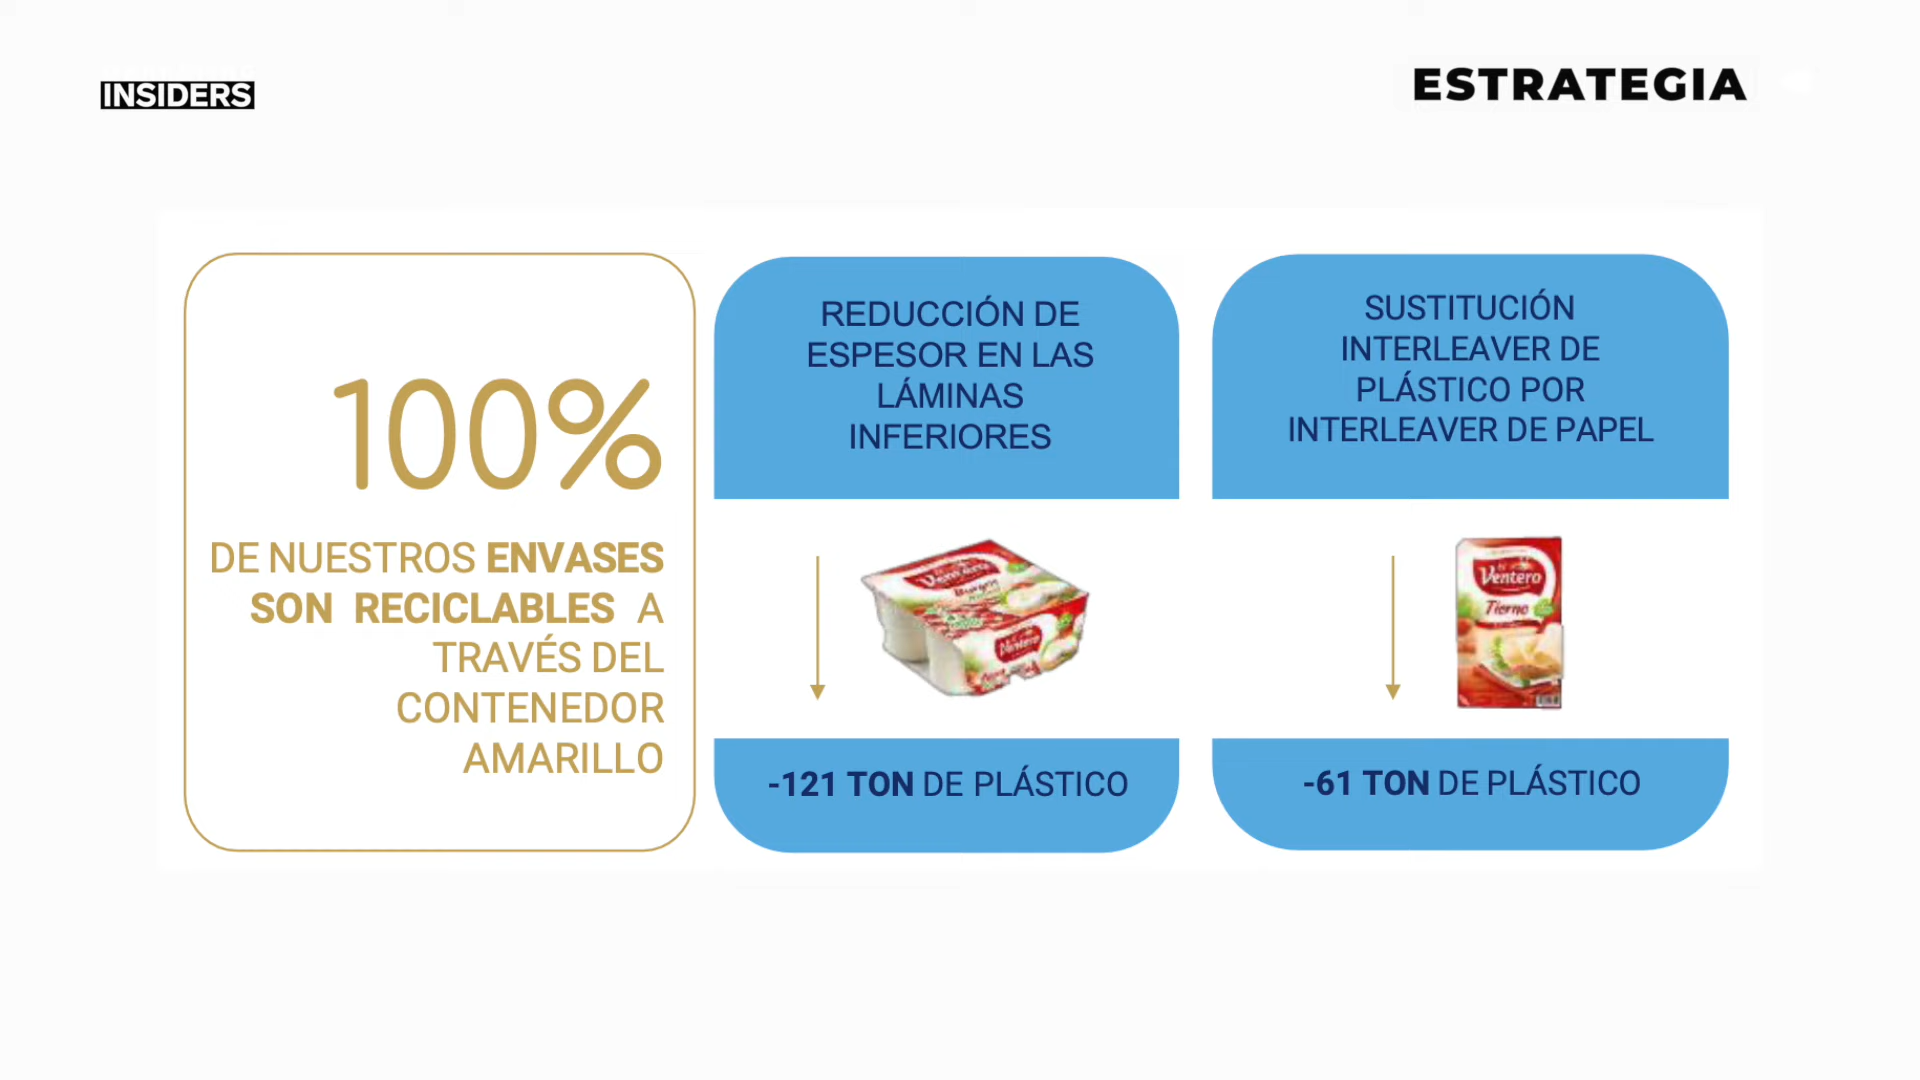 INSIDERS
ESTRATEGIA
100%
DE NUESTROS ENVASES
SON RECICLABLES A
TRAVÉS DEL
CONTENEDOR
AMARILLO
REDUCCIÓN DE
ESPESOR EN LAS
LÁMINAS
INFERIORES
Ventero
Burgos
Ventero
-121 TON DE PLÁSTICO
SUSTITUCIÓN
INTERLEAVER DE
PLÁSTICO POR
INTERLEAVER DE PAPEL
Ventero
Tierno
-61 TON DE PLÁSTICO